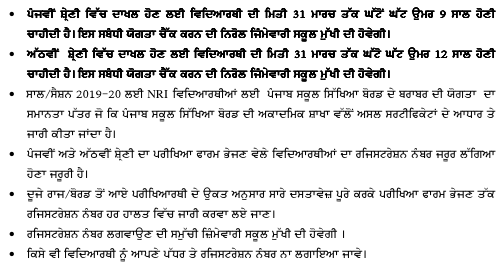 • ਪੰਜਵੀਂ ਸ਼੍ਰੇਣੀ ਵਿੱਚ ਦਾਖਲ ਹੋਣ ਲਈ ਵਿਦਿਆਰਥੀ ਦੀ ਮਿਤੀ 31 ਮਾਰਚ ਤੱਕ ਘੱਟੋਂ ਘੱਟ ਉਮਰ 9 ਸਾਲ ਹੋਣੀ
ਚਾਹੀਦੀ ਹੈ। ਇਸ ਸਬੰਧੀ ਯੋਗਤਾ ਚੈੱਕ ਕਰਨ ਦੀ ਨਿਰੋਲ ਜ਼ਿੰਮੇਵਾਰੀ ਸਕੂਲ ਮੁੱਖੀ ਦੀ ਹੋਵੇਗੀ।
• ਅੱਠਵੀਂ ਸ਼੍ਰੇਣੀ ਵਿੱਚ ਦਾਖਲ ਹੋਣ ਲਈ ਵਿਦਿਆਰਥੀ ਦੀ ਮਿਤੀ 31 ਮਾਰਚ ਤੱਕ ਘੱਟੋ ਘੱਟ ਉਮਰ 12 ਸਾਲ ਹੋਣੀ
ਚਾਹੀਦੀ ਹੈ। ਇਸ ਸਬੰਧੀ ਯੋਗਤਾ ਚੈੱਕ ਕਰਨ ਦੀ ਨਿਰੋਲ ਜ਼ਿੰਮੇਵਾਰੀ ਸਕੂਲ ਮੁੱਖੀ ਦੀ ਹੋਵੇਗੀ।
• ਸਾਲ/ਸੈਸ਼ਨ 2019-20 ਲਈ NRI ਵਿਦਿਆਰਥੀਆਂ ਲਈ ਪੰਜਾਬ ਸਕੂਲ ਸਿੱਖਿਆ ਬੋਰਡ ਦੇ ਬਰਾਬਰ ਦੀ ਯੋਗਤਾ ਦਾ
ਸਮਾਨਤਾ ਪੱਤਰ ਜੋ ਕਿ ਪੰਜਾਬ ਸਕੂਲ ਸਿੱਖਿਆ ਬੋਰਡ ਦੀ ਅਕਾਦਮਿਕ ਸ਼ਾਖਾ ਵੱਲੋਂ ਅਸਲ ਸਰਟੀਫਿਕੇਟਾਂ ਦੇ ਆਧਾਰ ਤੇ
ਜਾਰੀ ਕੀਤਾ ਜਾਂਦਾ ਹੈ।
• ਪੰਜਵੀਂ ਅਤੇ ਅੱਠਵੀਂ ਸ਼੍ਰੇਣੀ ਦਾ ਪਰੀਖਿਆ ਫਾਰਮ ਭੇਜਣ ਵੇਲੇ ਵਿਦਿਆਰਥੀਆਂ ਦਾ ਰਜਿਸਟਰੇਸ਼ਨ ਨੰਬਰ ਜਰੂਰ ਲੱਗਿਆ
ਹੋਣਾ ਜਰੂਰੀ ਹੈ।
• ਦੂਜੇ ਰਾਜ/ਬੋਰਡ ਤੋਂ ਆਏ ਪਰੀਖਿਆਰਥੀ ਦੇ ਉਕਤ ਅਨੁਸਾਰ ਸਾਰੇ ਦਸਤਾਵੇਜ਼ ਪੂਰੇ ਕਰਕੇ ਪਰੀਖਿਆ ਫਾਰਮ ਭੇਜਣ ਤੱਕ
ਰਜਿਸਟਰੇਸ਼ਨ ਨੰਬਰ ਹਰ ਹਾਲਤ ਵਿੱਚ ਜਾਰੀ ਕਰਵਾ ਲਏ ਜਾਣ।
• ਰਜਿਸਟਰੇਸ਼ਨ ਨੰਬਰ ਲਗਵਾਉਣ ਦੀ ਸਮੁੱਚੀ ਜ਼ਿੰਮੇਵਾਰੀ ਸਕੂਲ ਮੁੱਖੀ ਦੀ ਹੋਵੇਗੀ ।
• ਕਿਸੇ ਵੀ ਵਿਦਿਆਰਥੀ ਨੂੰ ਆਪਣੇ ਪੱਧਰ ਤੇ ਰਜਿਸਟਰੇਸ਼ਨ ਨੰਬਰ ਨਾ ਲਗਾਇਆ ਜਾਵੇ।